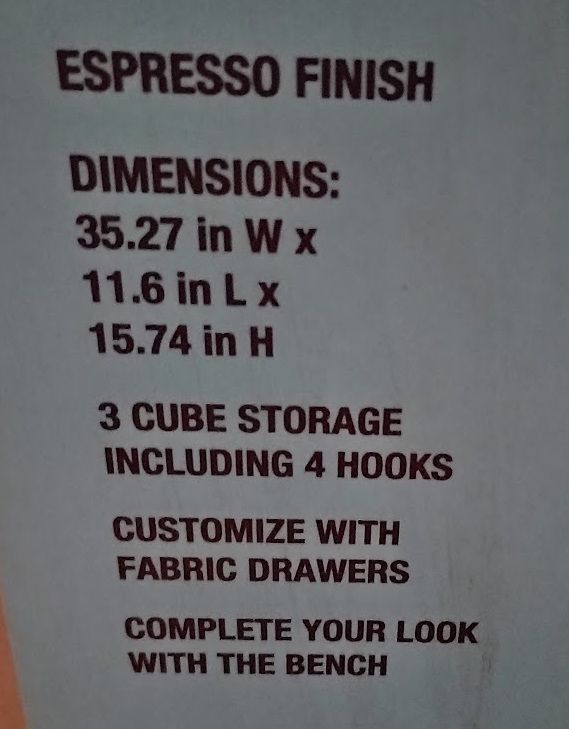 ESPRESSO FINISH
DIMENSIONS:
35.27 in W x
11.6 in L x
15.74 in H
3 CUBE STORAGE
INCLUDING 4 HOOKS
CUSTOMIZE WITH
FABRIC DRAWERS
COMPLETE YOUR LOOK
WITH THE BENCH